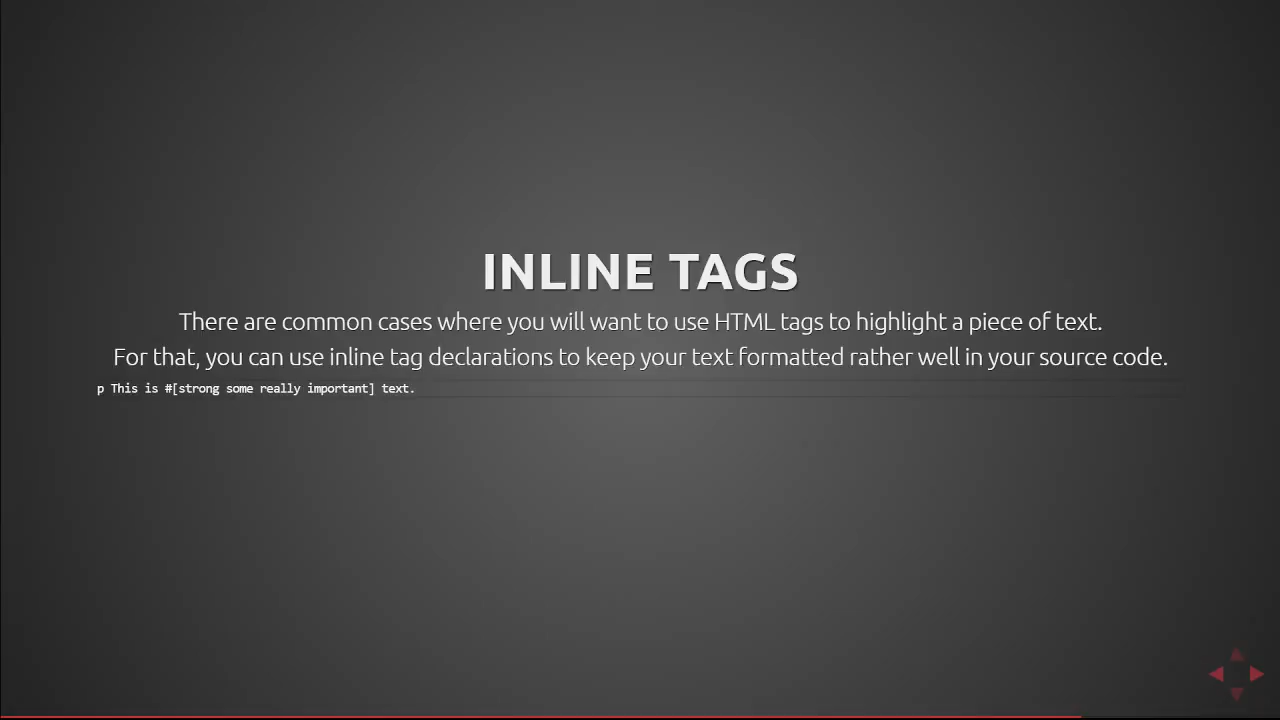 INLINE TAGS
There are common cases where you will want to use HTML tags to highlight a piece of text.
For that, you can use inline tag declarations to keep your text formatted rather well in your source code.
p This is #[strong some really important] text.